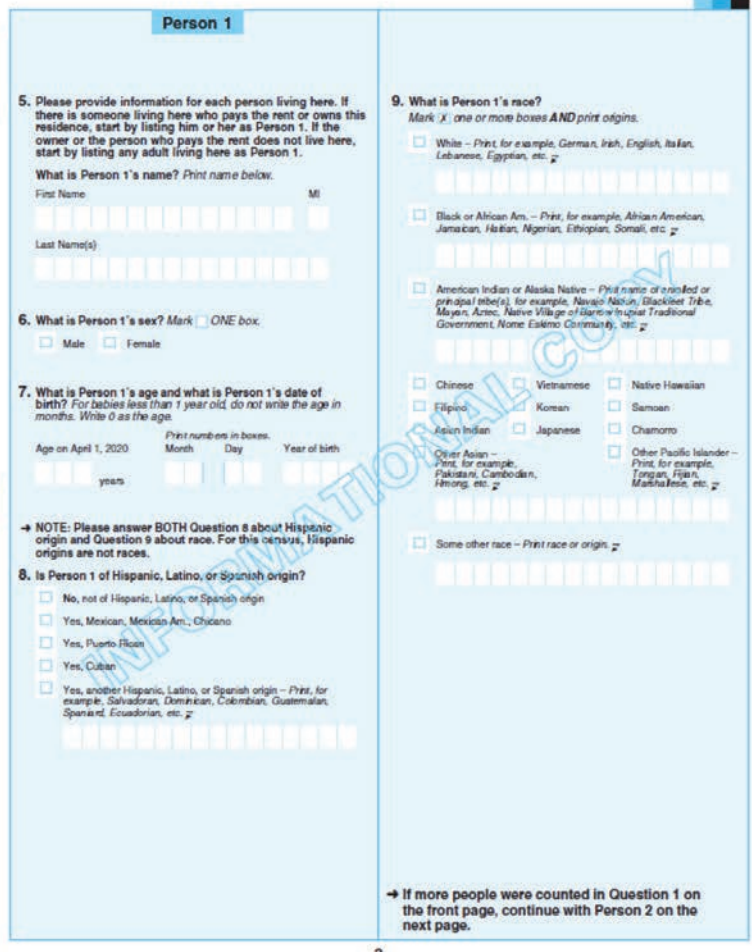 Person 1
5. Please provide information for each person living here. If
there is someone living here who pays the rent or owns this
residence, start by listing him or her as Person 1. If the
owner or the person who pays the rent does not live here,
start by listing any adult living here as Person 1.
What is Person 1's name? Print name below.
First Name MI
Last Name(s)
6. What is Person 1's sex? Mark ONE box.
Male Female
7. What is Person 1's age and what is Person 1's date of
birth? For babies less than 1 year old, do not write the age in
months. Write 0 as the age.
Print numbers in boxes.
Age on April 1, 2020 Month Day Year of birth
years
→ NOTE: Please answer BOTH Question 8 about Hispanic
origin and Question 9 about race. For this census, Hispanic
origins are not races.
8. Is Person 1 of Hispanic, Latino, or Spanish origin?
No, not of Hispanic, Latino, or Spanish origin
Yes, Mexican, Mexican Am., Chicano
Yes, Puerto Rican
Yes, Cuban
Yes, another Hispanic, Latino, or Spanish origin – Print, for
example, Salvadoran, Dominican, Colombian, Guatemalan,
Spaniard, Ecuadorian, etc.
9. What is Person 1's race?
Mark X one or more boxes AND print origins.
White – Print, for example, German, Irish, English, Italian,
Lebanese, Egyptian, etc.
Black or African Am. – Print, for example, African American,
Jamaican, Haitian, Nigerian, Ethiopian, Somali, etc.
American Indian or Alaska Native – Print name of enrolled or
principal tribe(s), for example, Navajo Nation, Blackfeet Tribe,
Mayan, Aztec, Native Village of Barrow Inupiat Traditional
Government, Nome Eskimo Community, etc.
Chinese Vietnamese Native Hawaiian
Filipino Korean Samoan
Asian Indian Japanese Chamorro
Other Asian –
Print, for example,
Pakistani, Cambodian,
Hmong, etc.
Other Pacific Islander –
Print, for example,
Tongan, Fijian,
Marshallese, etc.
Some other race – Print race or origin.
→ If more people were counted in Question 1 on
the front page, continue with Person 2 on the
next page.
INFORMATIONAL COPY